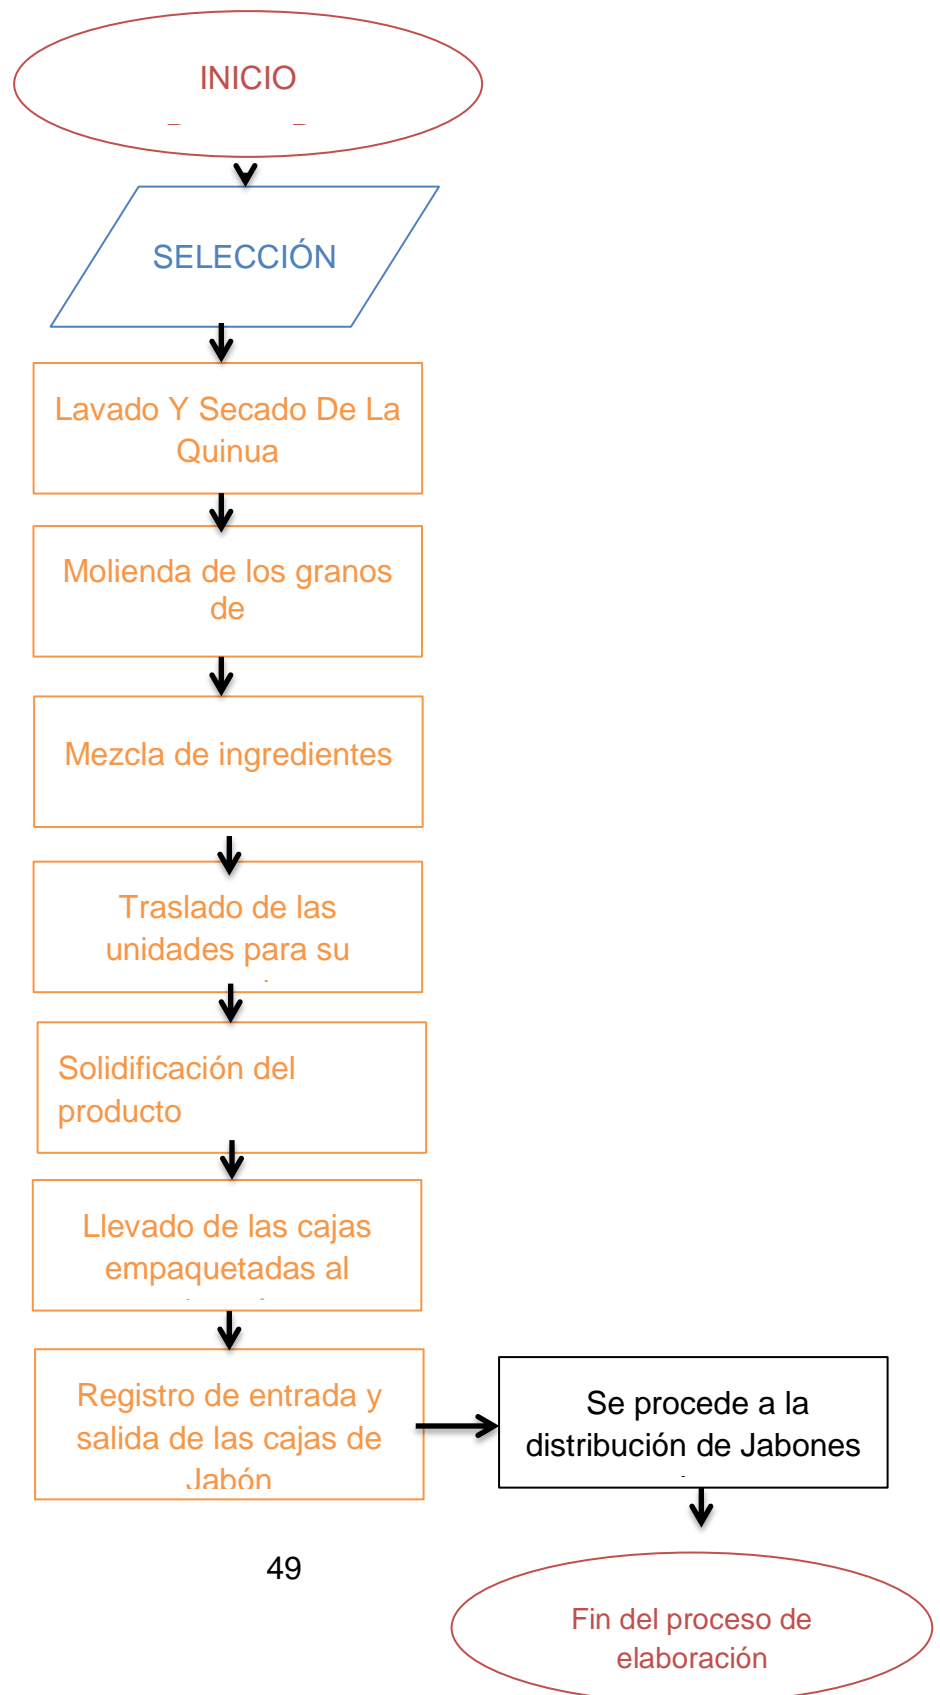 INICIO
SELECCIÓN
Lavado Y Secado De La
Quinua
Molienda de los granos
de
Mezcla de ingredientes
Traslado de las
unidades para su
Solidificación del
producto
Llevado de las cajas
empaquetadas al
Registro de entrada y
salida de las cajas de
Jabón
Se procede a la
distribución de Jabones
49
Fin del proceso de
elaboración